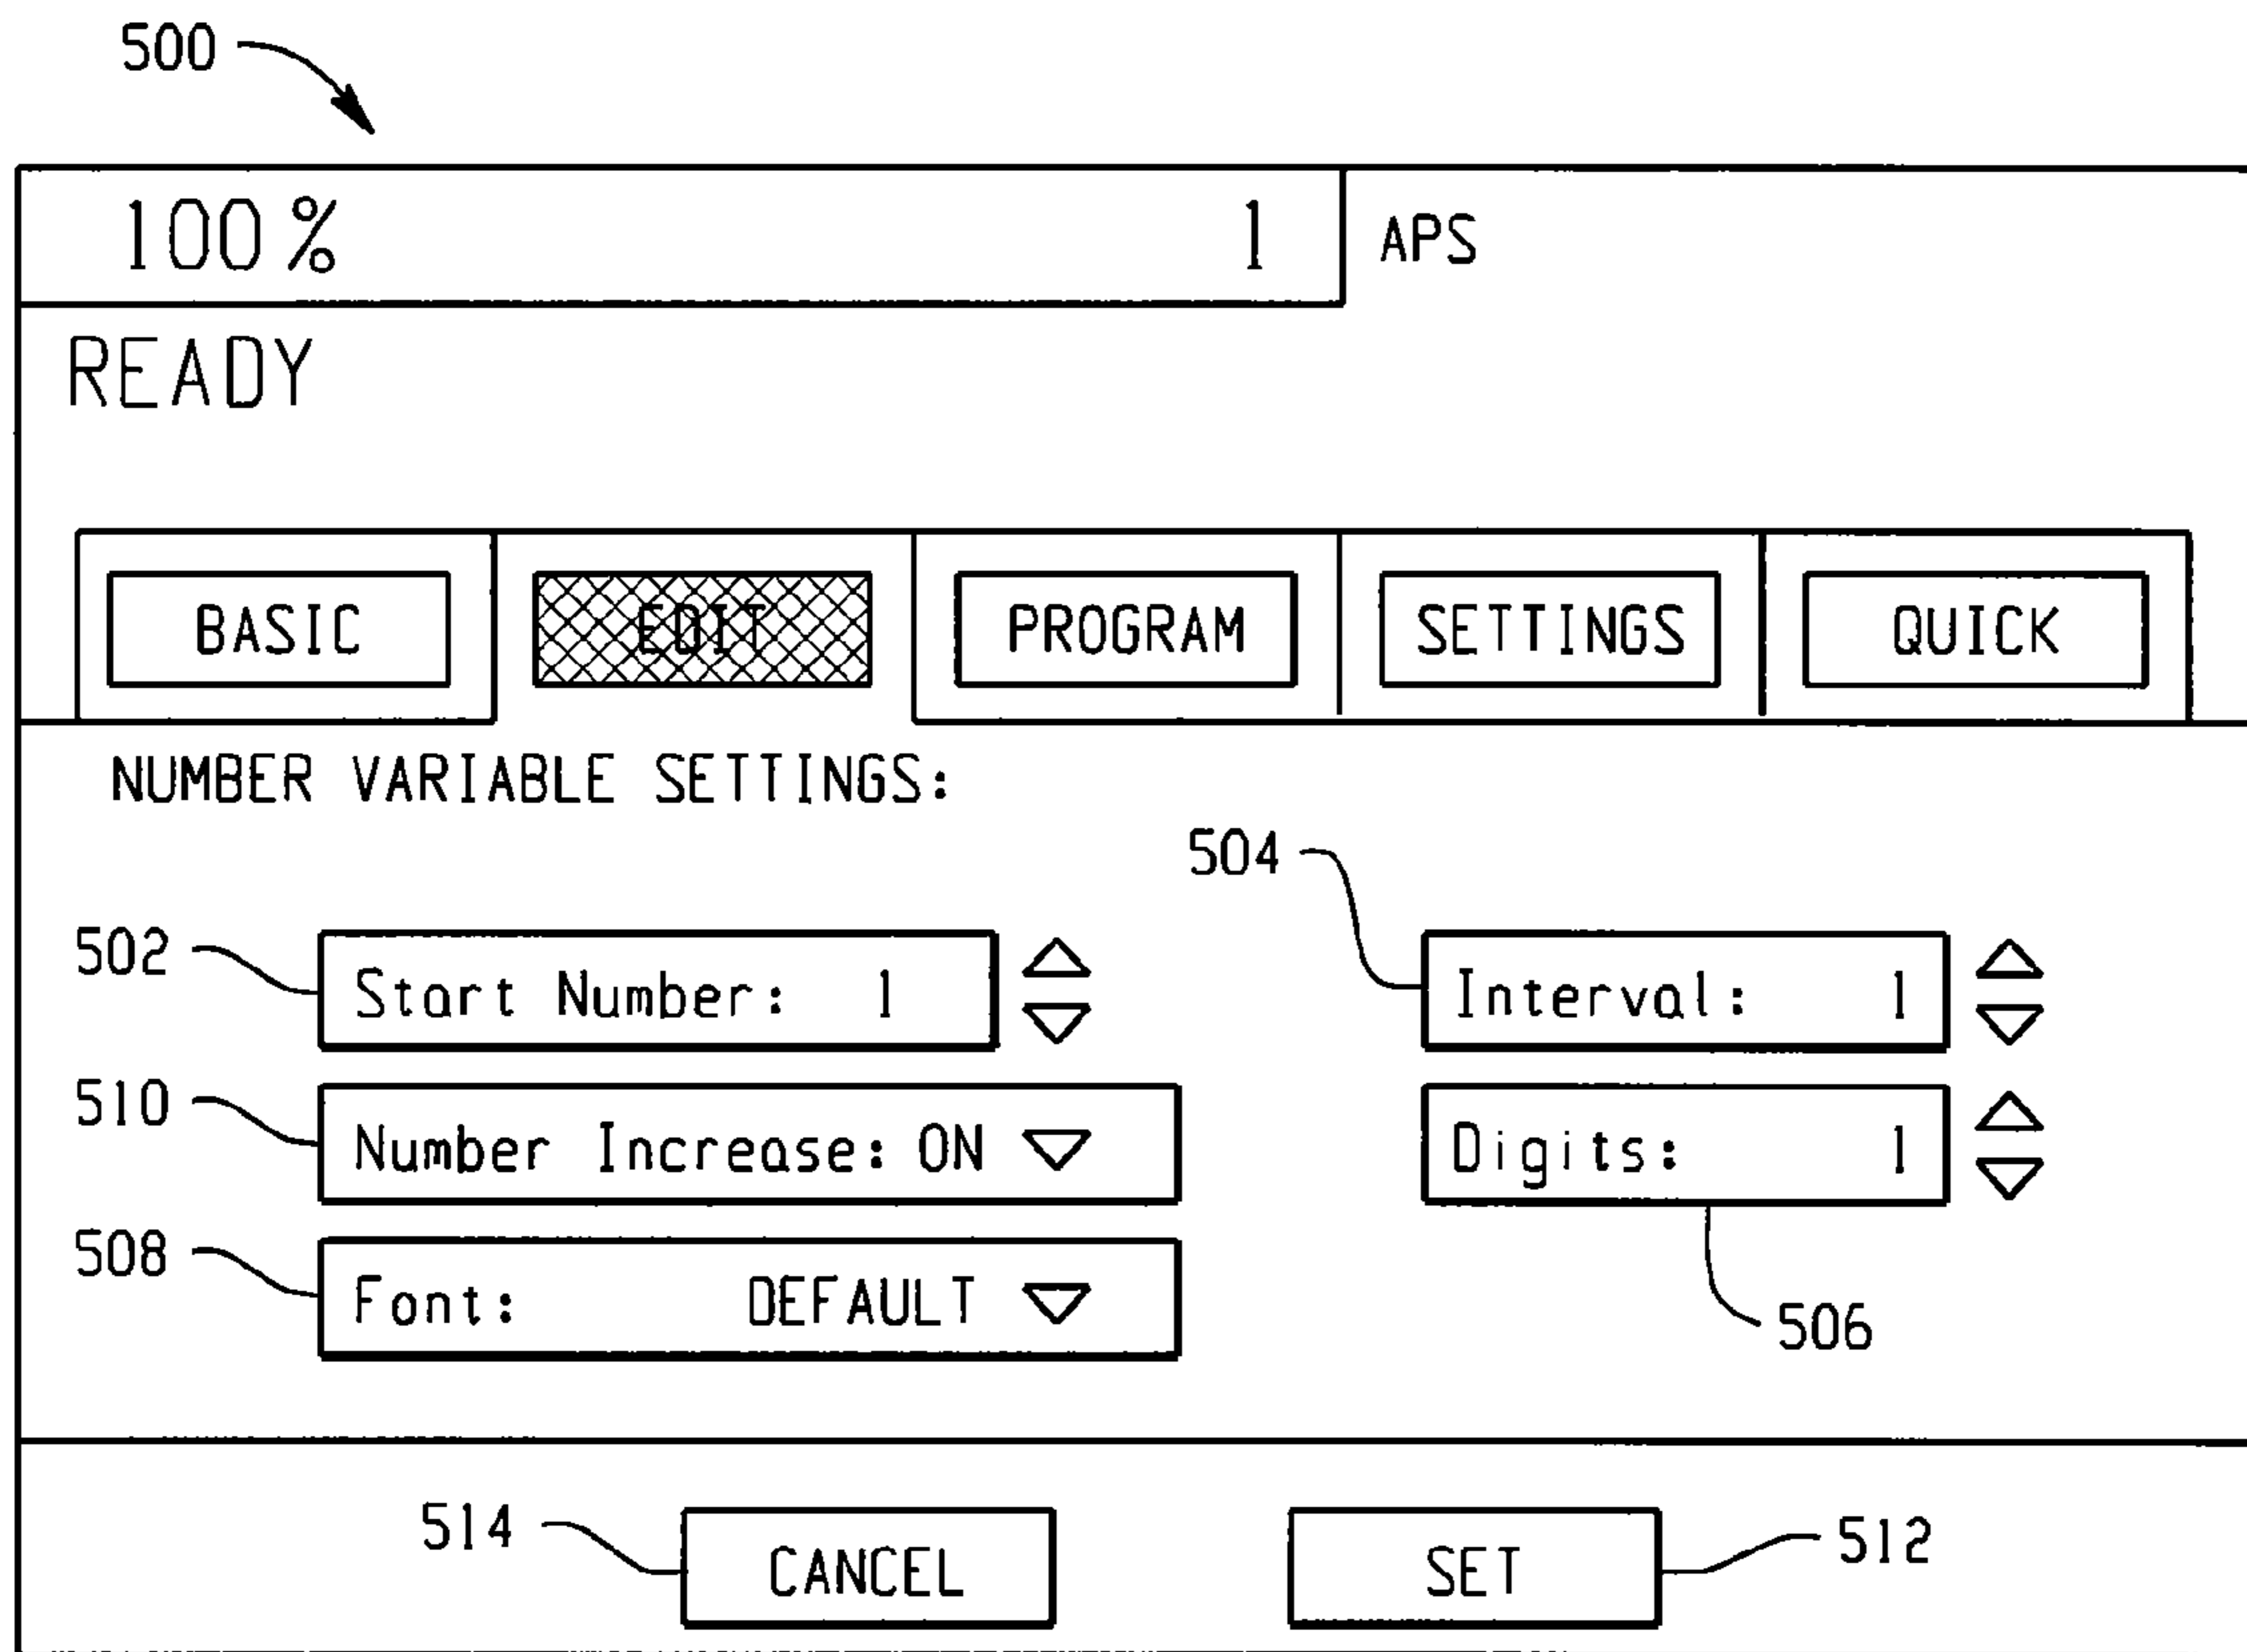 500
100% 1 APS
READY
BASIC EDIT PROGRAM SETTINGS QUICK
NUMBER VARIABLE SETTINGS:
504
502 Start Number: 1 Interval: 1
510 Number Increase: ON Digits: 1
508 Font: DEFAULT
506
514 CANCEL SET 512